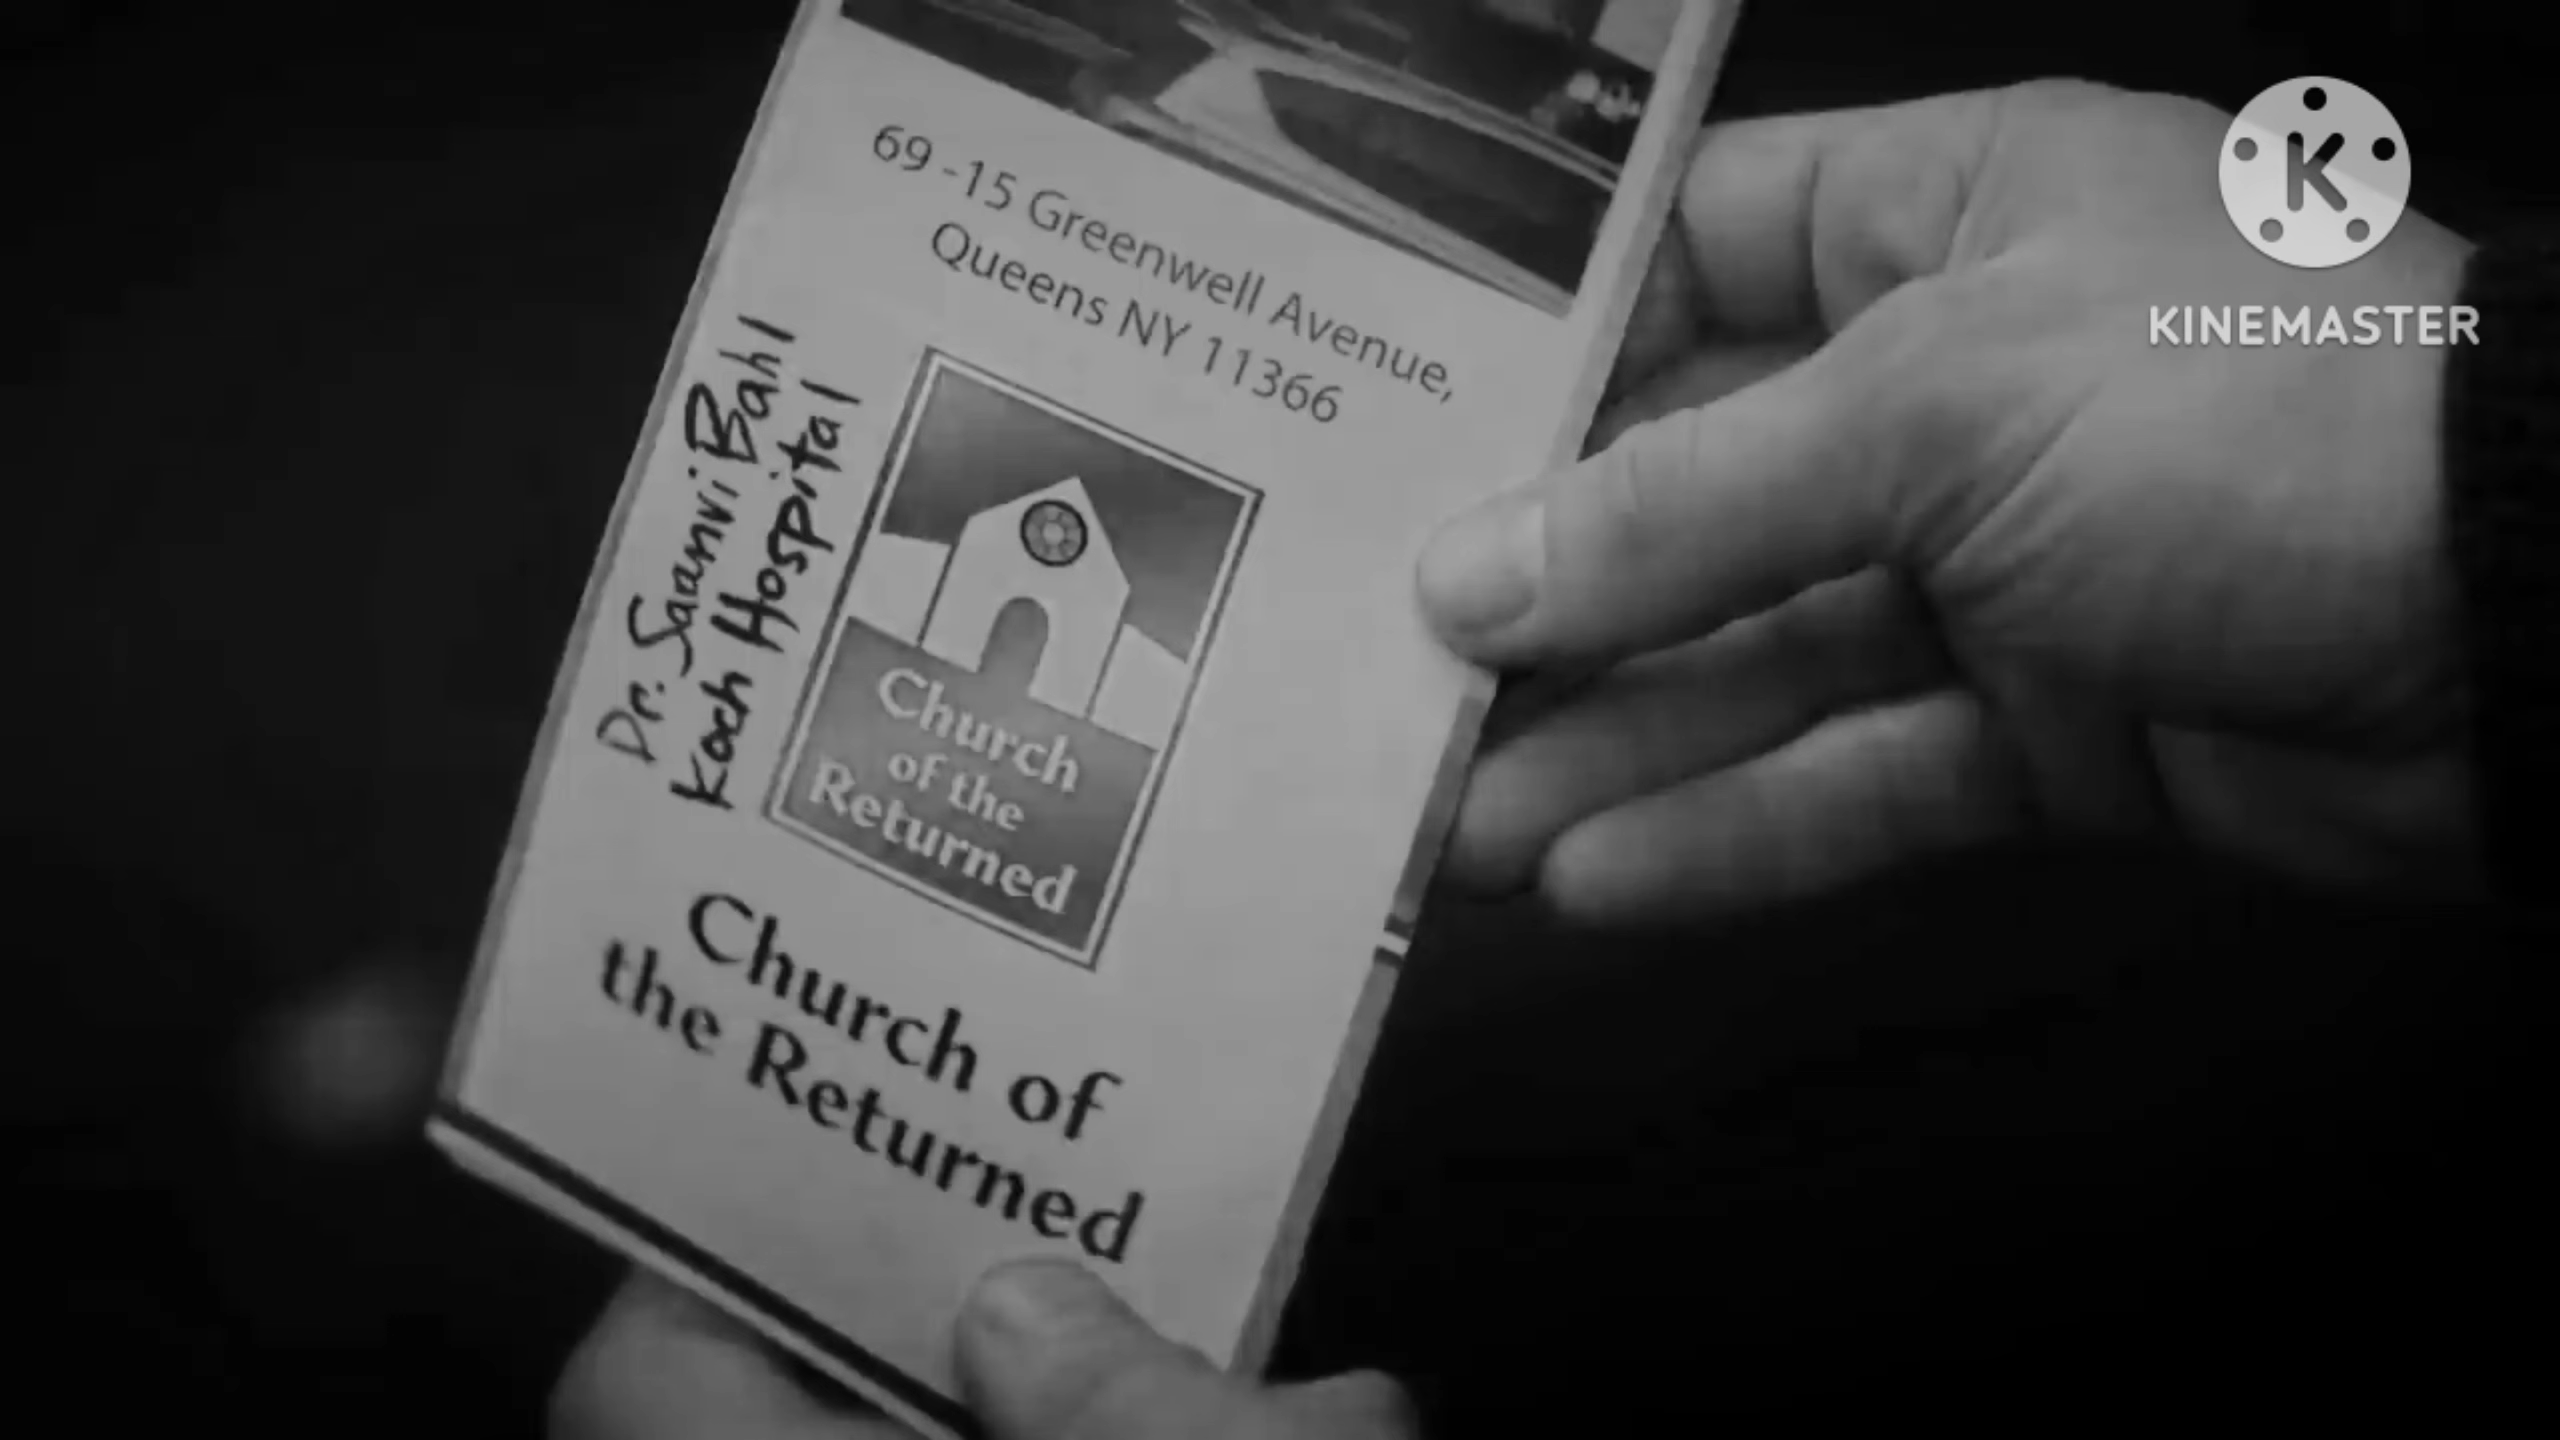 69 -15 Greenwell Avenue,
Queens NY 11366
Dr. Saanvi Bahl
Koch Hospital
Church
of the
Returned
Church of
the Returned
K
KINEMASTER